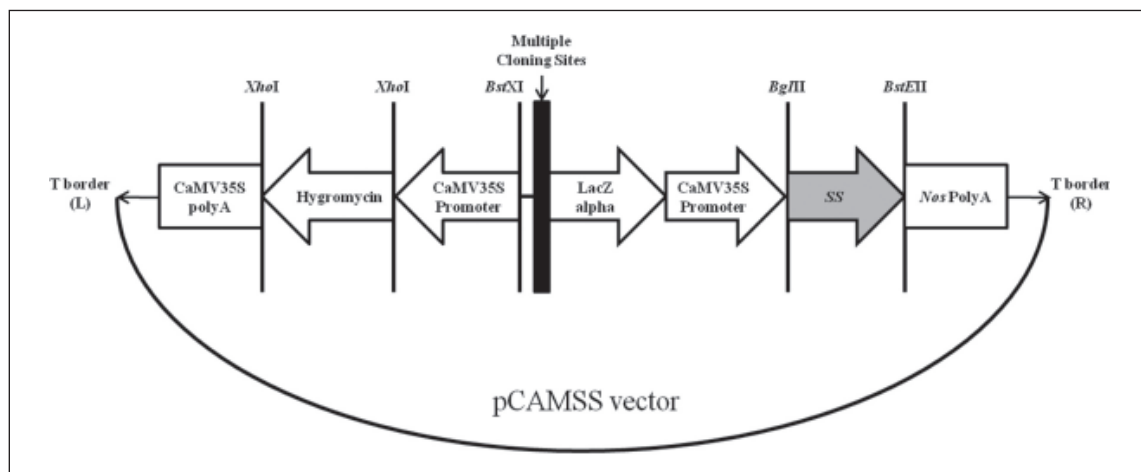 Multiple
Cloning Sites
XhoI
XhoI
BstXI
BglII
BstEII
T border
(L)
CaMV35S
polyA
Hygromycin
CaMV35S
Promoter
LacZ
alpha
CaMV35S
Promoter
SS
Nos PolyA
T border
(R)
pCAMSS vector